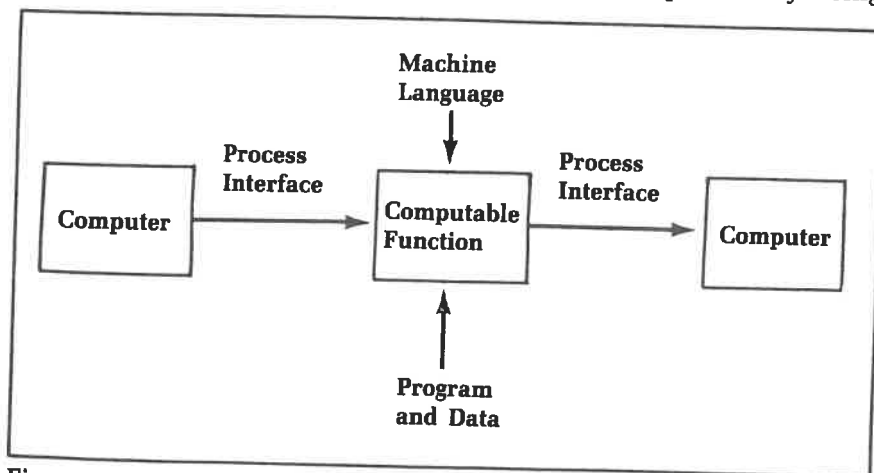 Machine
Language
Process
Interface
Process
Interface
Computer
Computable
Function
Computer
Program
and Data